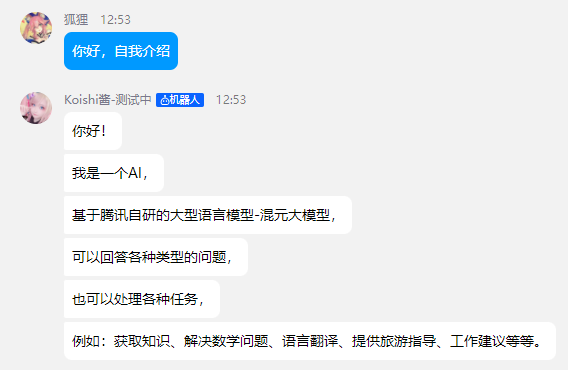 狐狸 12:53
你好，自我介绍
Koishi酱-测试中 机器人 12:53
你好！
我是一个AI，
基于腾讯自研的大型语言模型-混元大模型，
可以回答各种类型的问题，
也可以处理各种任务，
例如：获取知识、解决数学问题、语言翻译、提供旅游指导、工作建议等等。